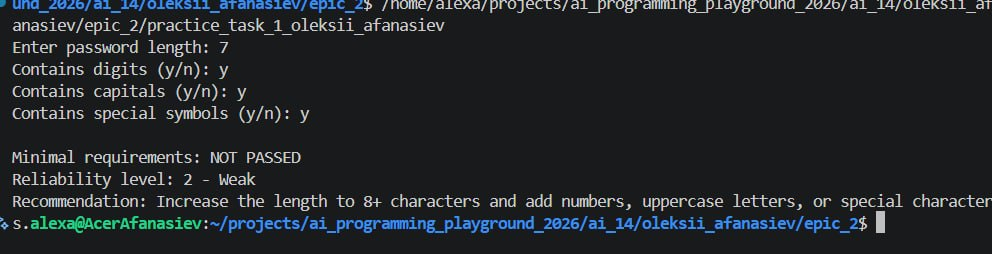 und_2026/ai_14/oleksii_afanasiev/epic_2$ /home/alexa/projects/ai_programming_playground_2026/ai_14/oleksii_af
anasiev/epic_2/practice_task_1_oleksii_afanasiev
Enter password length: 7
Contains digits (y/n): y
Contains capitals (y/n): y
Contains special symbols (y/n): y
Minimal requirements: NOT PASSED
Reliability level: 2 - Weak
Recommendation: Increase the length to 8+ characters and add numbers, uppercase letters, or special character
s.alexa@AcerAfanasiev:~/projects/ai_programming_playground_2026/ai_14/oleksii_afanasiev/epic_2$